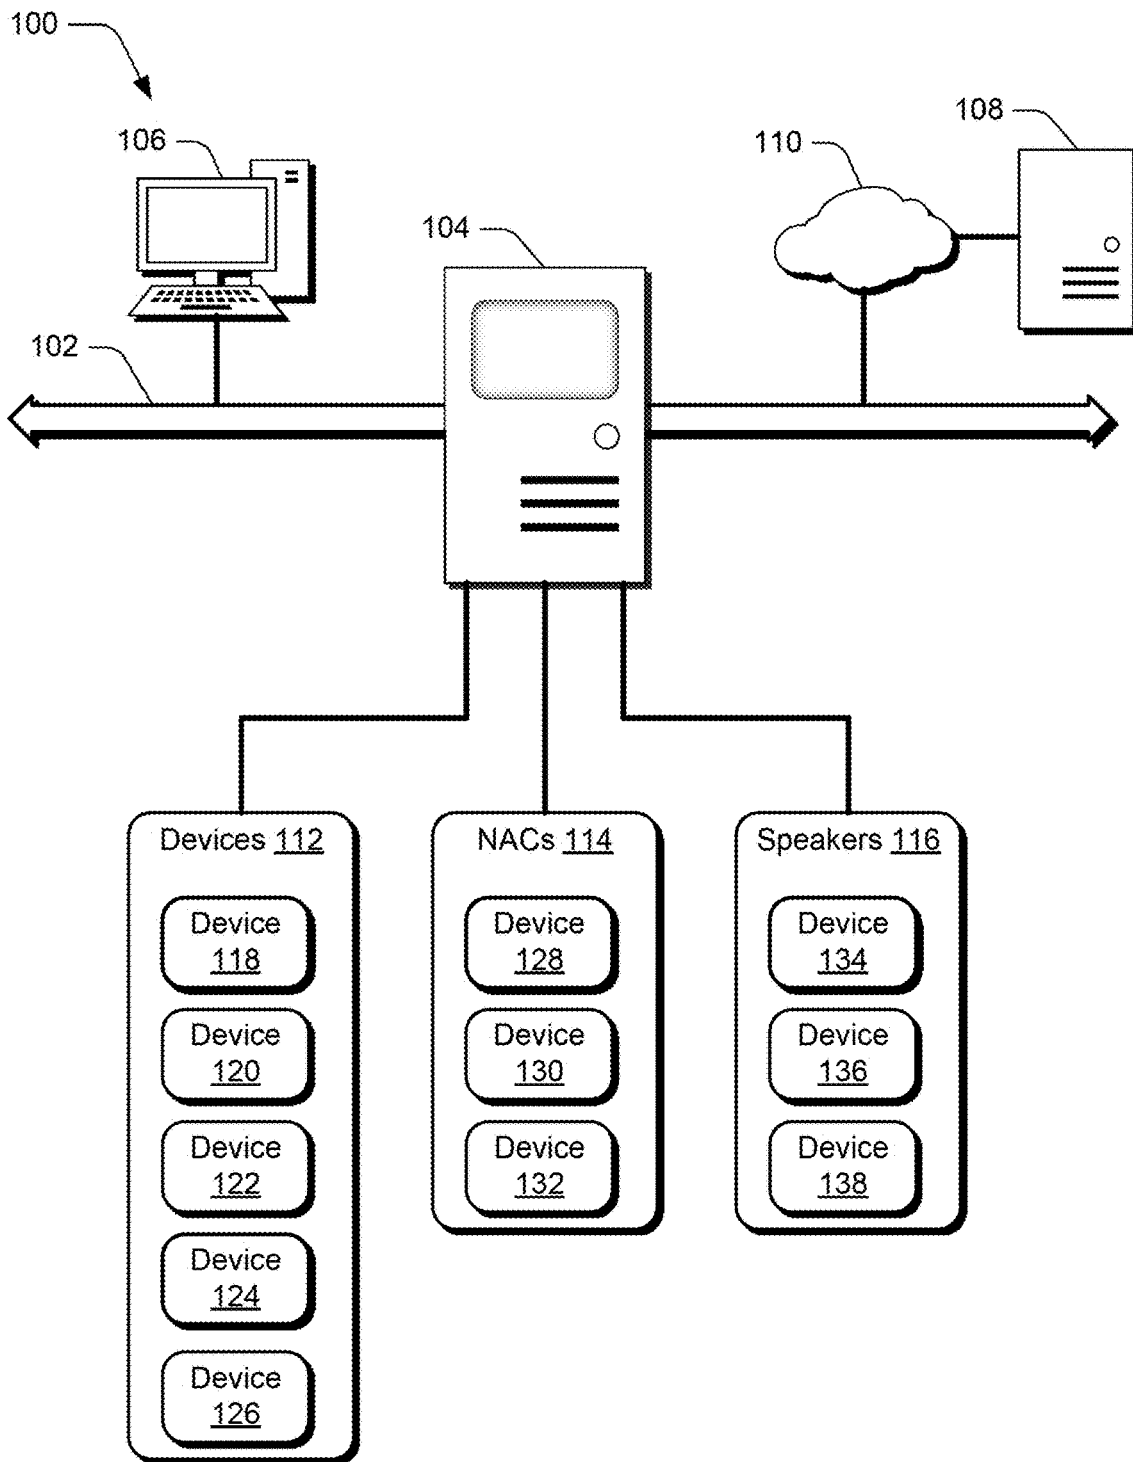 100
106
108
110
104
102
Devices 112
NACs 114
Speakers 116
Device
118
Device
128
Device
134
Device
120
Device
130
Device
136
Device
122
Device
132
Device
138
Device
124
Device
126